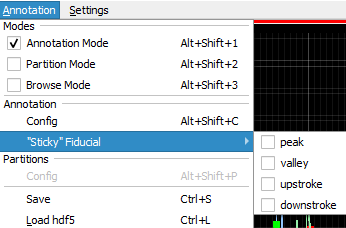 Annotation Settings
Modes
Annotation Mode Alt+Shift+1
Partition Mode Alt+Shift+2
Browse Mode Alt+Shift+3
Annotation
Config Alt+Shift+C
"Sticky" Fiducial
peak
valley
upstroke
downstroke
Partitions
Config Alt+Shift+P
Save Ctrl+S
Load hdf5 Ctrl+L